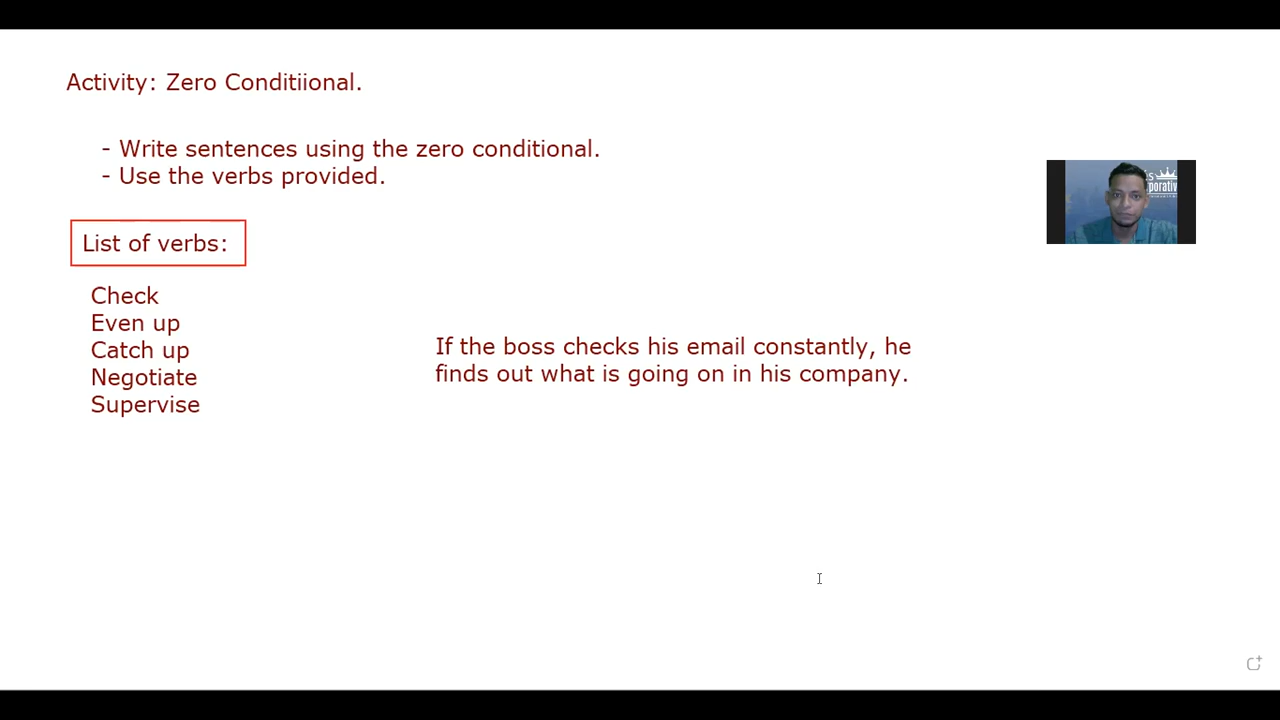 Activity: Zero Conditiional.
- Write sentences using the zero conditional.
- Use the verbs provided.
List of verbs:
Check
Even up
Catch up
Negotiate
Supervise
If the boss checks his email constantly, he
finds out what is going on in his company.